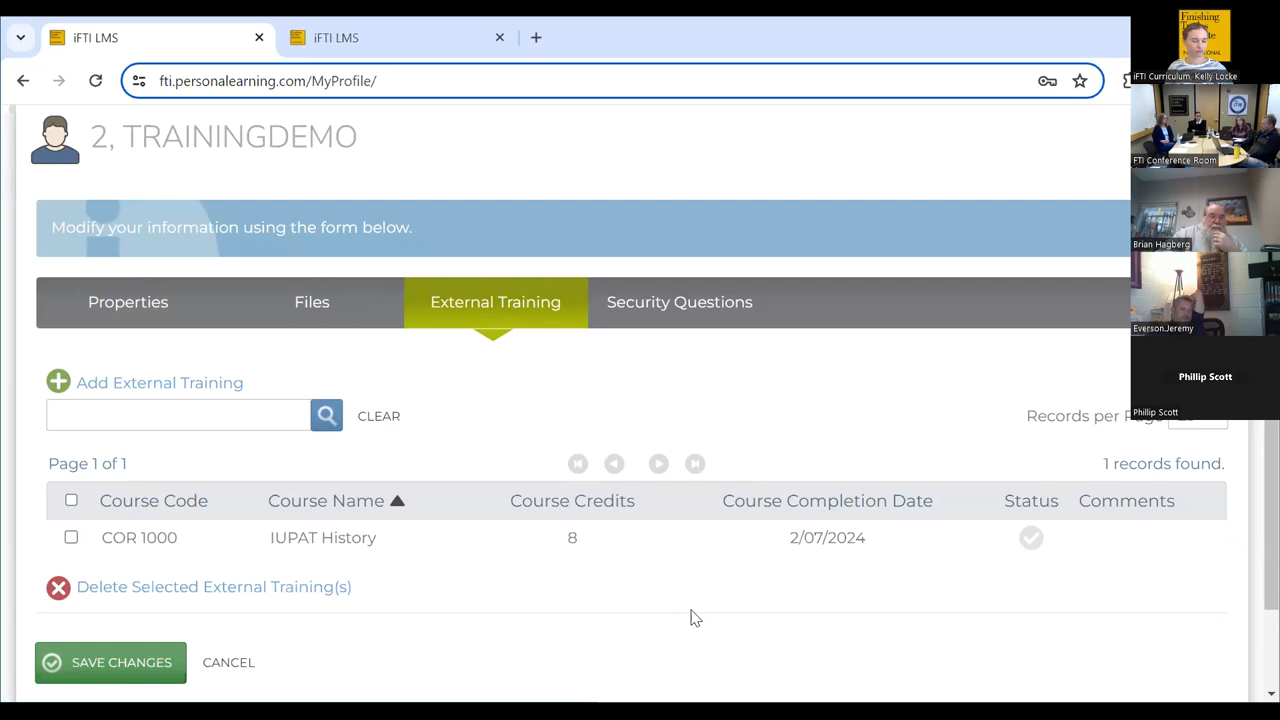 iFTI LMS
iFTI LMS
fti.personalearning.com/MyProfile/
2, TRAININGDEMO
Modify your information using the form below.
Properties
Files
External Training
Security Questions
Add External Training
CLEAR
Records per
Page 1 of 1
1 records found.
Course Code
Course Name
Course Credits
Course Completion Date
Status
Comments
COR 1000
IUPAT History
8
2/07/2024
Delete Selected External Training(s)
SAVE CHANGES
CANCEL
Finishing
iFTI Curriculum, Kelly Locke
FTI Conference Room
Brian Hagberg
Everson.Jeremy
Phillip Scott
Phillip Scott